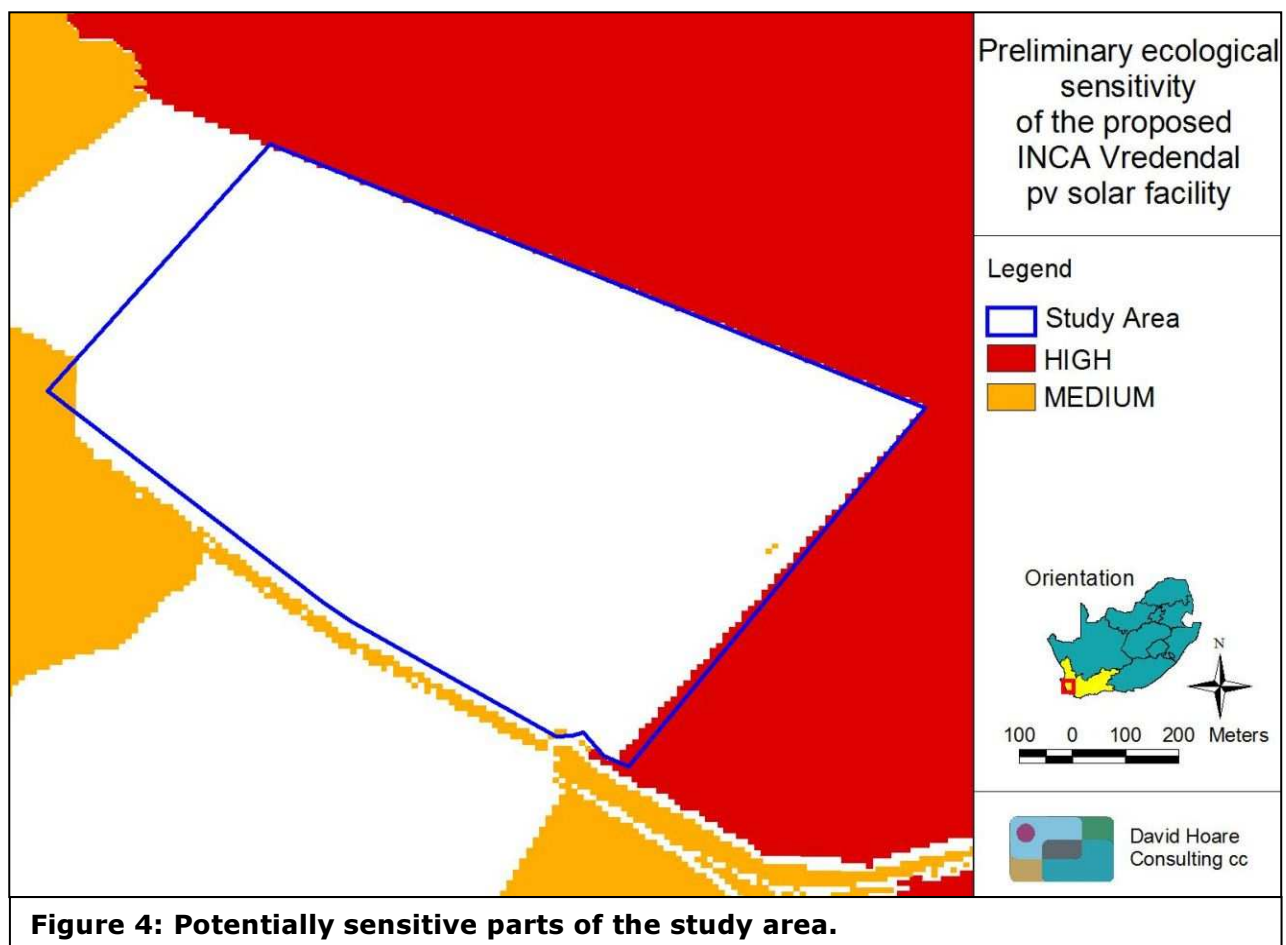 Preliminary ecological
sensitivity
of the proposed
INCA Vredendal
pv solar facility
Legend
Study Area
HIGH
MEDIUM
Orientation
N
100 0 100 200 Meters
David Hoare
Consulting cc
Figure 4: Potentially sensitive parts of the study area.